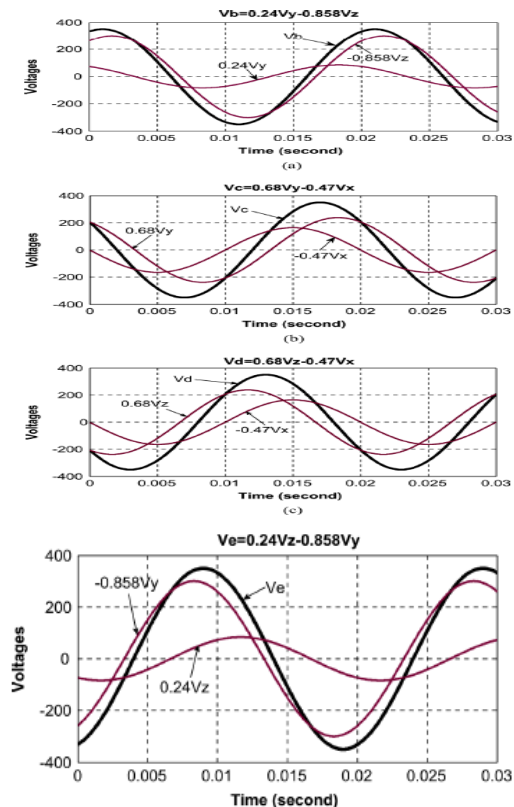 Vb=0.24Vy-0.858Vz
Voltages
400
200
0
-200
-400
Vb
0.24Vy
-0.858Vz
0 0.005 0.01 0.015 0.02 0.025 0.03
Time (second)
(a)
Vc=0.68Vy-0.47Vx
Voltages
400
200
0
-200
-400
0.68Vy
Vc
-0.47Vx
0 0.005 0.01 0.015 0.02 0.025 0.03
Time (second)
(b)
Vd=0.68Vz-0.47Vx
Voltages
400
200
0
-200
-400
Vd
0.68Vz
-0.47Vx
0 0.005 0.01 0.015 0.02 0.025 0.03
Time (second)
(c)
Ve=0.24Vz-0.858Vy
Voltages
400
200
0
-200
-400
-0.858Vy
Ve
0.24Vz
0 0.005 0.01 0.015 0.02 0.025 0.03
Time (second)